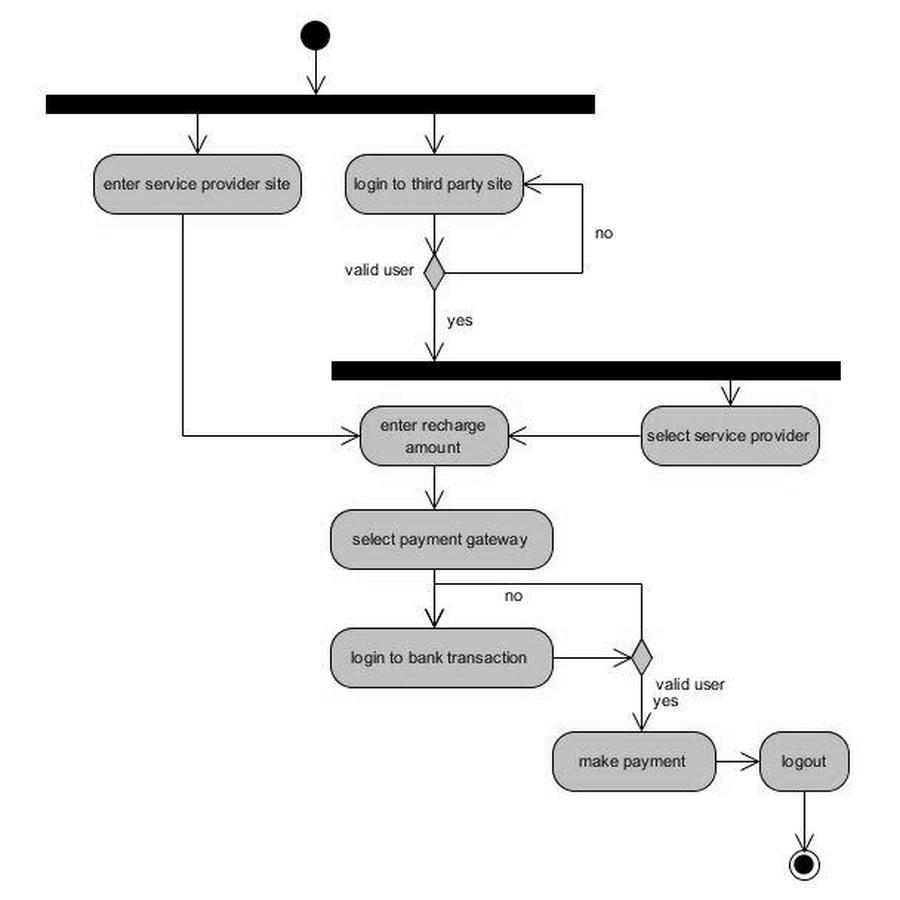 enter service provider site
login to third party site
no
valid user
yes
enter recharge
amount
select service provider
select payment gateway
no
login to bank transaction
valid user
yes
make payment
logout